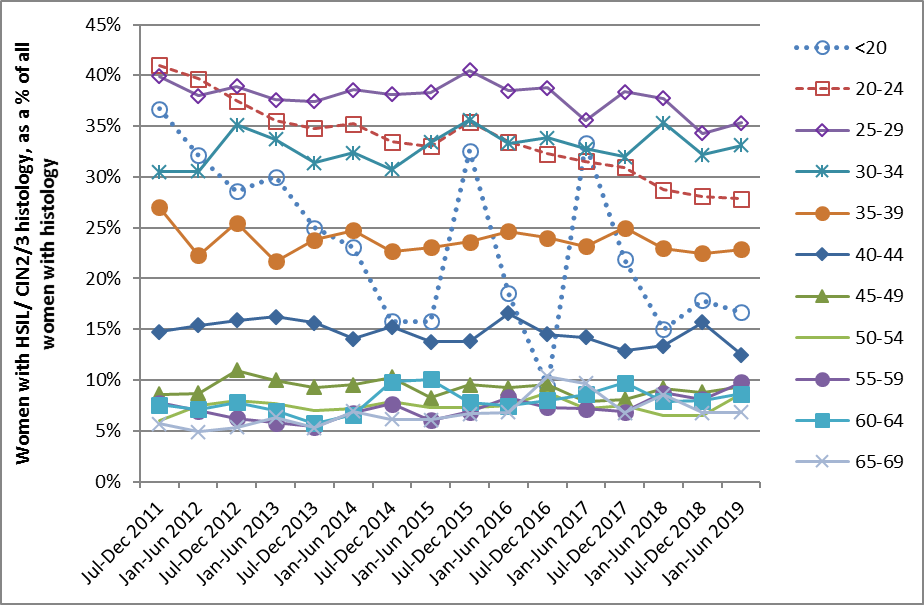 Women with HSIL/ CIN2/3 histology, as a % of all
women with histology
45%
40%
35%
30%
25%
20%
15%
10%
5%
0%
Jul-Dec 2011
Jan-Jun 2012
Jul-Dec 2012
Jan-Jun 2013
Jul-Dec 2013
Jan-Jun 2014
Jul-Dec 2014
Jan-Jun 2015
Jul-Dec 2015
Jan-Jun 2016
Jul-Dec 2016
Jan-Jun 2017
Jul-Dec 2017
Jan-Jun 2018
Jul-Dec 2018
Jan-Jun 2019
<20
20-24
25-29
30-34
35-39
40-44
45-49
50-54
55-59
60-64
65-69